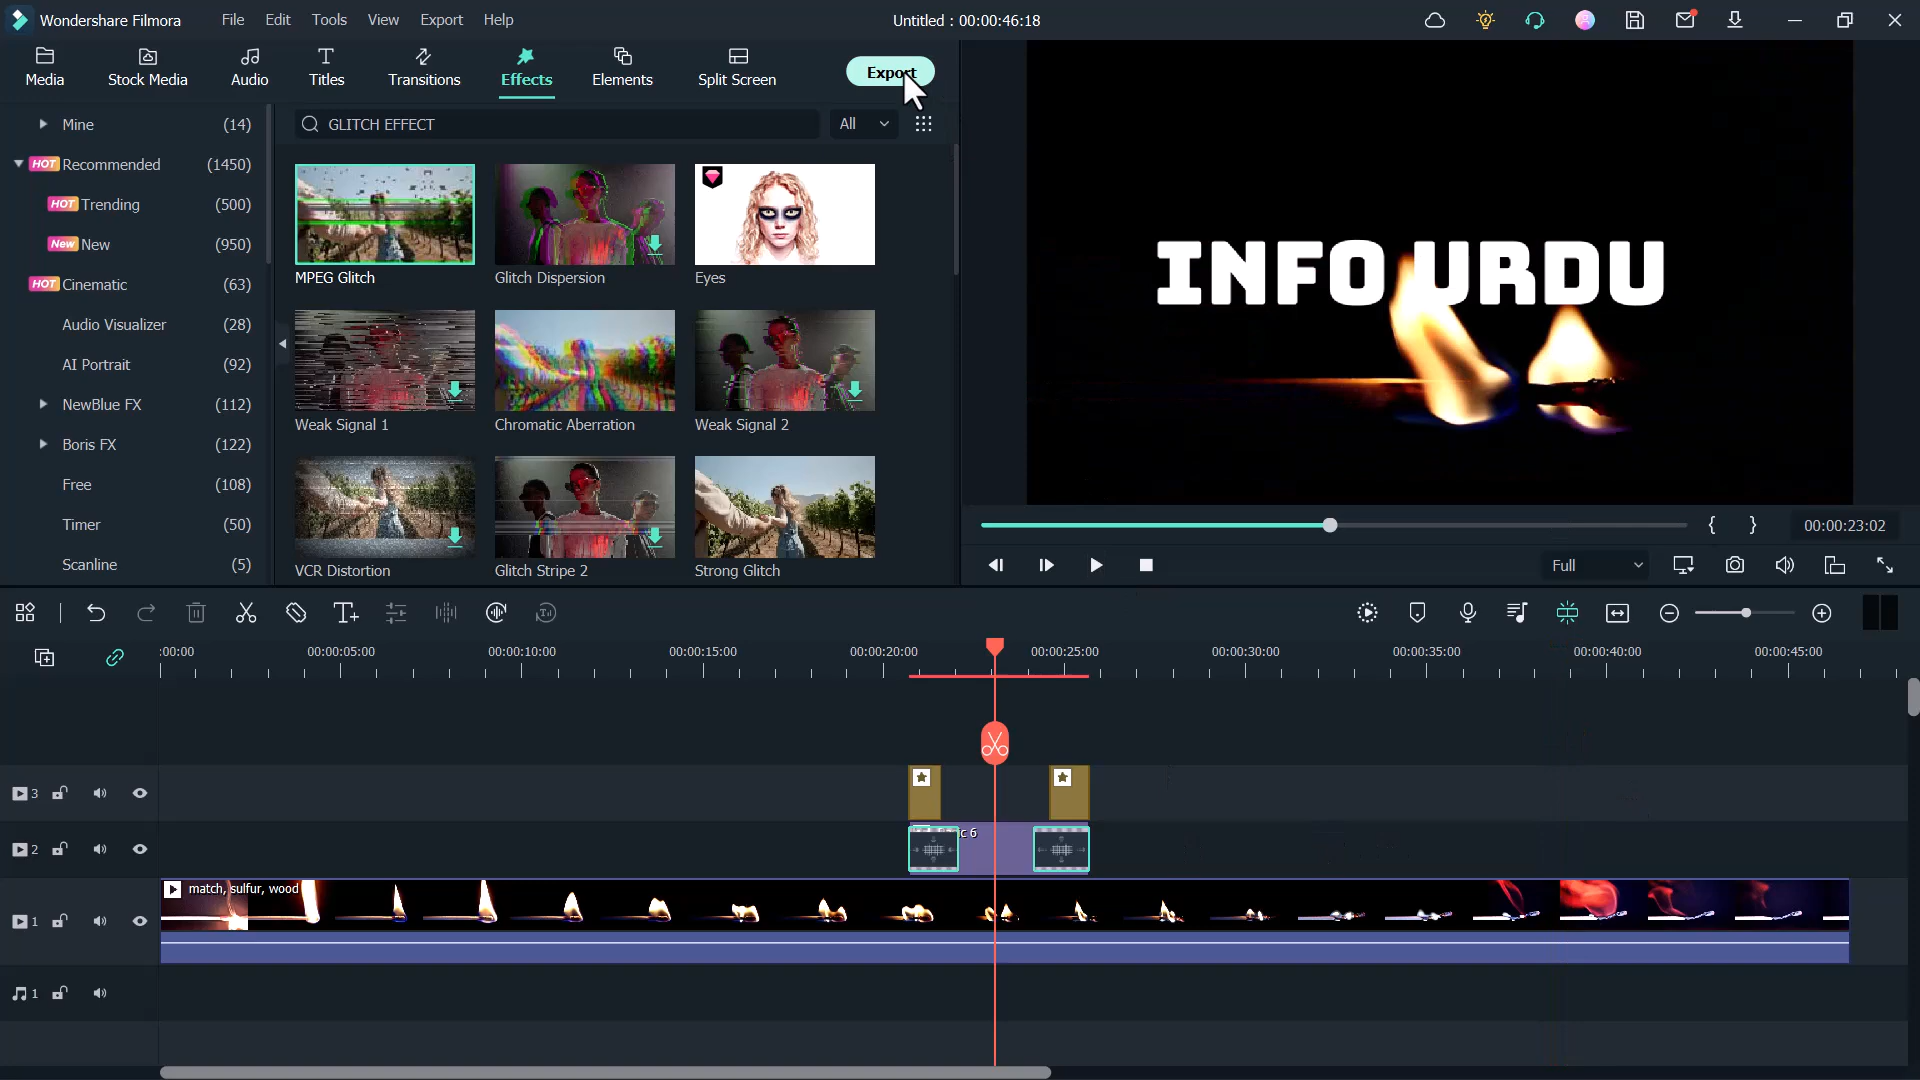 Wondershare Filmora
File
Edit
Tools
View
Export
Help
Untitled : 00:00:46:18
Media
Stock Media
Audio
Titles
Transitions
Effects
Elements
Split Screen
Export
Mine (14)
HOT Recommended (1450)
HOT Trending (500)
New New (950)
HOT Cinematic (63)
Audio Visualizer (28)
AI Portrait (92)
NewBlue FX (112)
Boris FX (122)
Free (108)
Timer (50)
Scanline (5)
GLITCH EFFECT
All
MPEG Glitch
Glitch Dispersion
Eyes
Weak Signal 1
Chromatic Aberration
Weak Signal 2
VCR Distortion
Glitch Stripe 2
Strong Glitch
INFO URDU
00:00:23:02
Full
:00:00
00:00:05:00
00:00:10:00
00:00:15:00
00:00:20:00
00:00:25:00
00:00:30:00
00:00:35:00
00:00:40:00
00:00:45:00
3
2
c 6
1
match, sulfur, wood
1